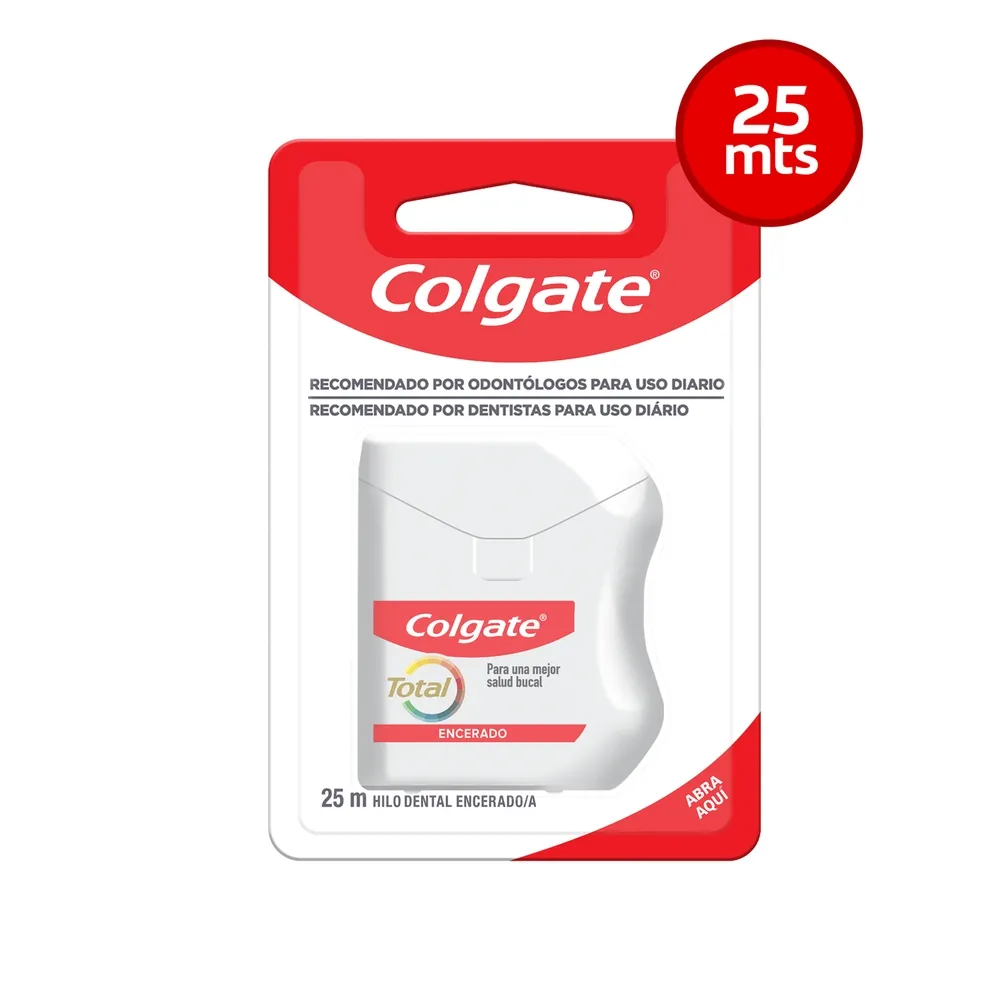 25
mts
Colgate®
RECOMENDADO POR ODONTÓLOGOS PARA USO DIARIO
RECOMENDADO POR DENTISTAS PARA USO DIÁRIO
Colgate®
Total
Para una mejor
salud bucal
ENCERADO
25 m HILO DENTAL ENCERADO/A
ABRA
AQUÍ